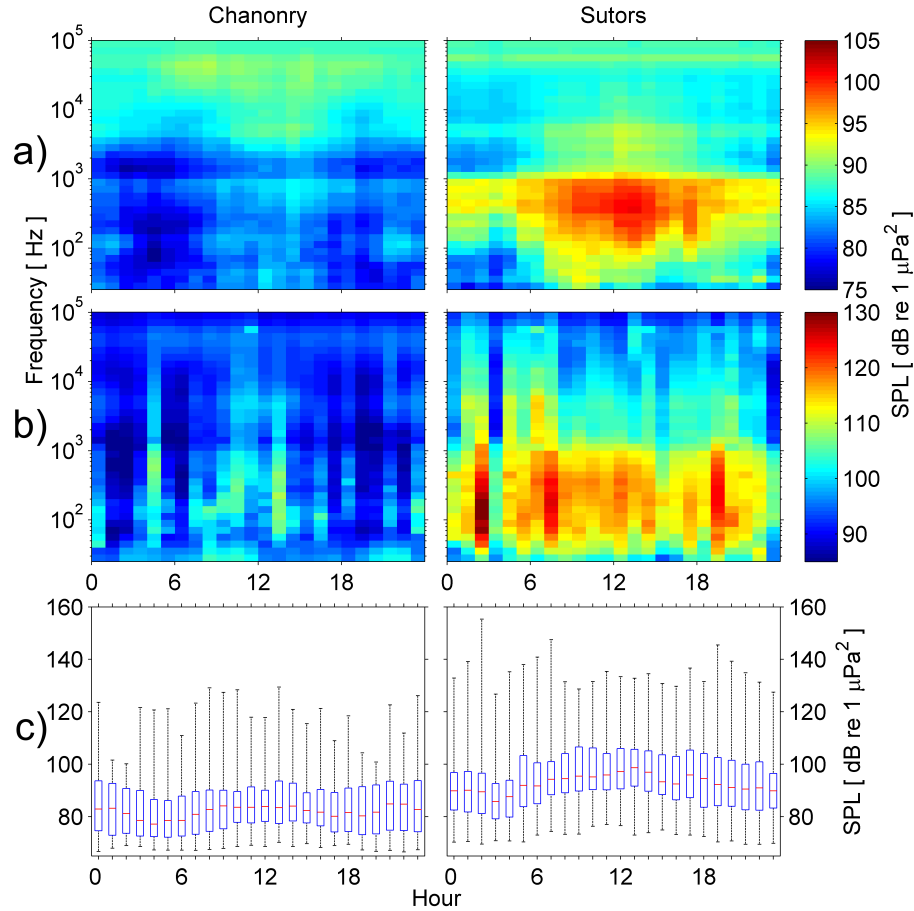 Chanonry
Sutors
a)
Frequency [ Hz ]
10^5
10^4
10^3
10^2
105
100
95
90
85
80
75
SPL [ dB re 1 μPa^2 ]
b)
10^5
10^4
10^3
10^2
0 6 12 18
0 6 12 18
130
120
110
100
90
c)
160
140
120
100
80
160
140
120
100
80
SPL [ dB re 1 μPa^2 ]
0 6 12 18
0 6 12 18
Hour